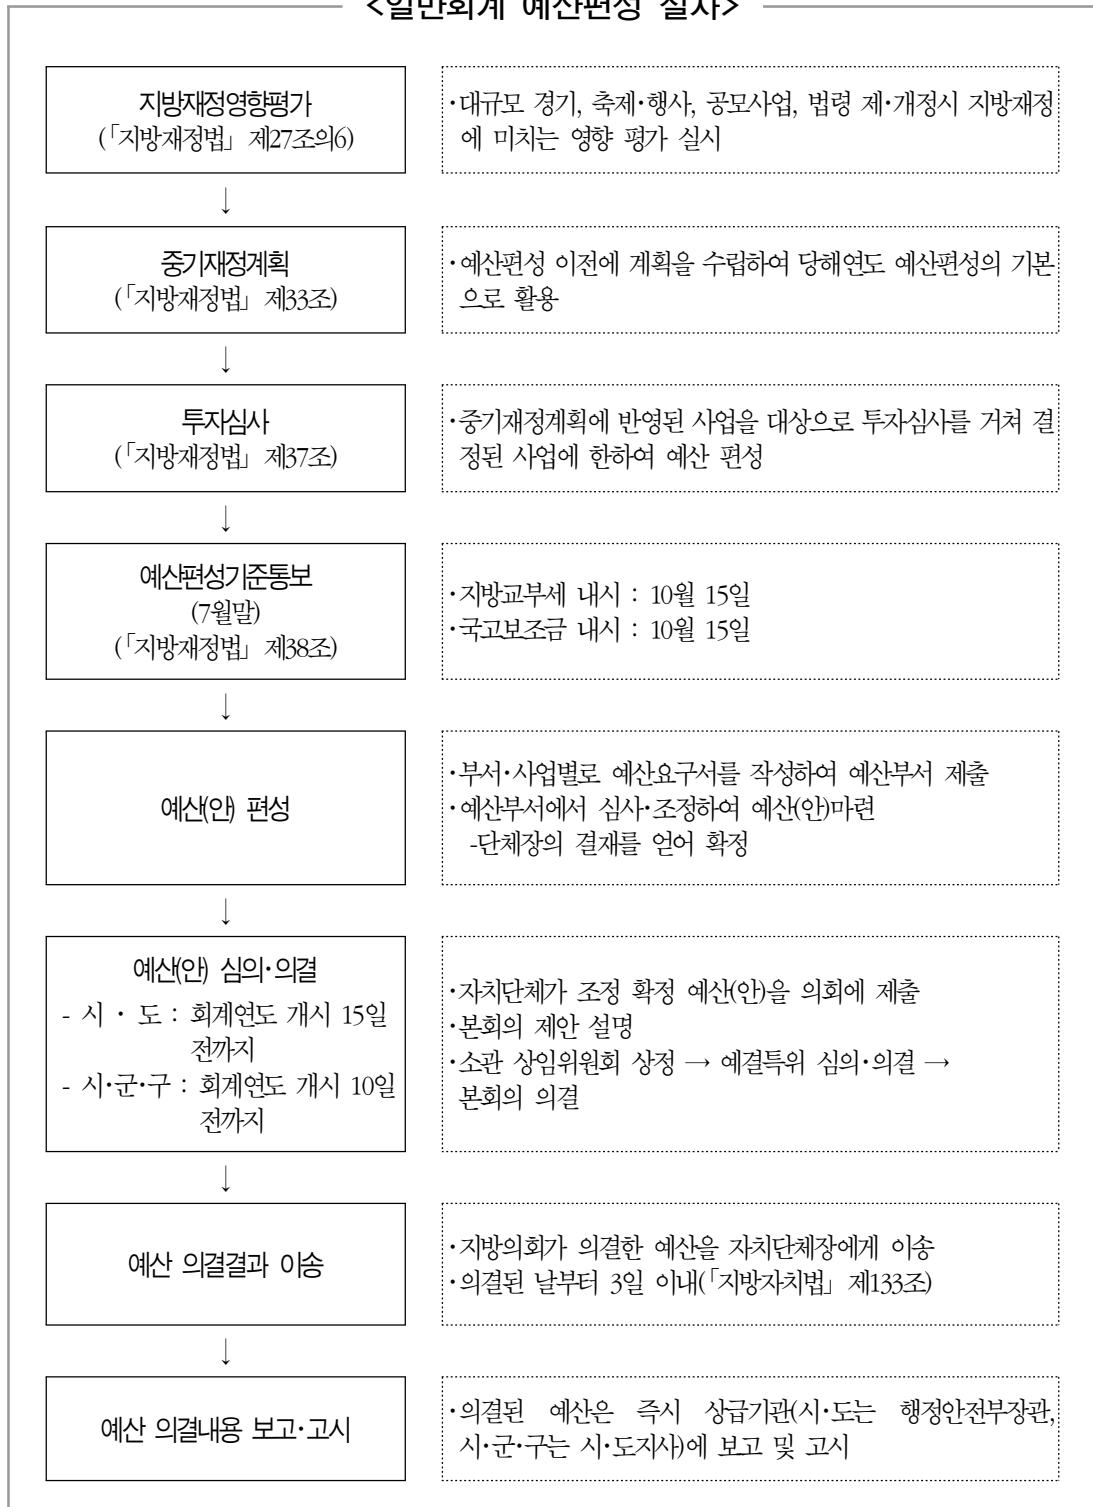 <일반회계 예산편성 절차>
지방재정영향평가
(「지방재정법」 제27조의6)
·대규모 경기, 축제·행사, 공모사업, 법령 제·개정시 지방재정
에 미치는 영향 평가 실시
↓
중기재정계획
(「지방재정법」 제33조)
·예산편성 이전에 계획을 수립하여 당해연도 예산편성의 기본
으로 활용
↓
투자심사
(「지방재정법」 제37조)
·중기재정계획에 반영된 사업을 대상으로 투자심사를 거쳐 결
정된 사업에 한하여 예산 편성
↓
예산편성기준통보
(7월말)
(「지방재정법」 제38조)
·지방교부세 내시 : 10월 15일
·국고보조금 내시 : 10월 15일
↓
예산(안) 편성
·부서·사업별로 예산요구서를 작성하여 예산부서 제출
·예산부서에서 심사·조정하여 예산(안)마련
-단체장의 결재를 얻어 확정
↓
예산(안) 심의·의결
- 시 · 도 : 회계연도 개시 15일
전까지
- 시·군·구 : 회계연도 개시 10일
전까지
·자치단체가 조정 확정 예산(안)을 의회에 제출
·본회의 제안 설명
·소관 상임위원회 상정 → 예결특위 심의·의결 →
본회의 의결
↓
예산 의결결과 이송
·지방의회가 의결한 예산을 자치단체장에게 이송
·의결된 날부터 3일 이내(「지방자치법」 제133조)
↓
예산 의결내용 보고·고시
·의결된 예산은 즉시 상급기관(시·도는 행정안전부장관,
시·군·구는 시·도지사)에 보고 및 고시